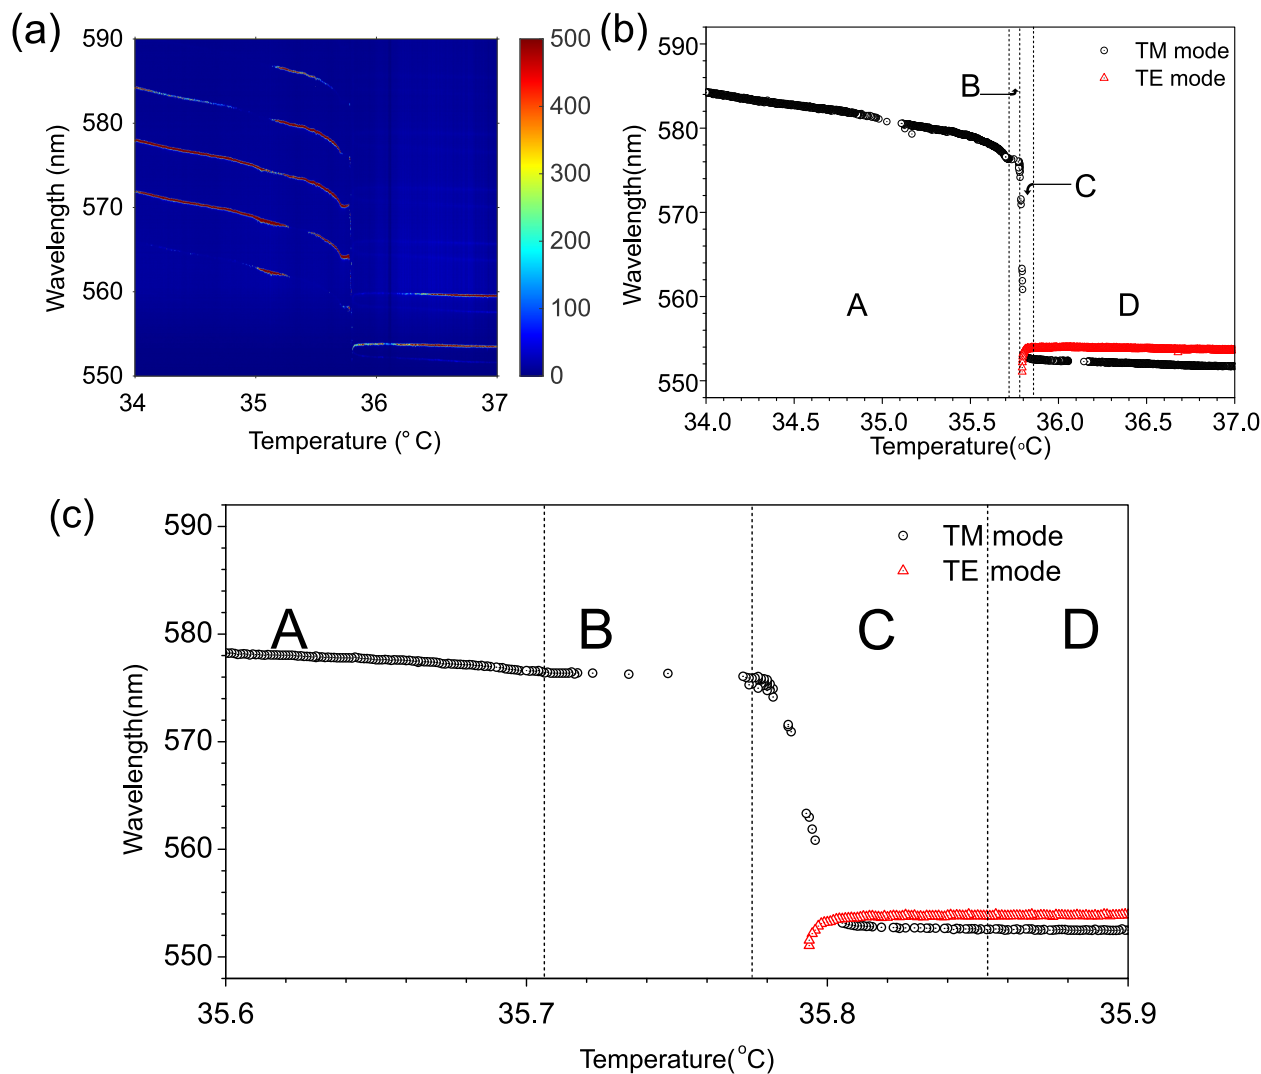 (a)
590
580
570
560
550
34
35
36
37
Wavelength (nm)
Temperature (° C)
500
400
300
200
100
0
(b)
590
580
570
560
550
34.0
34.5
35.0
35.5
36.0
36.5
37.0
Wavelength(nm)
Temperature(°C)
TM mode
TE mode
B
C
A
D
(c)
590
580
570
560
550
35.6
35.7
35.8
35.9
Wavelength(nm)
Temperature(°C)
TM mode
TE mode
A
B
C
D